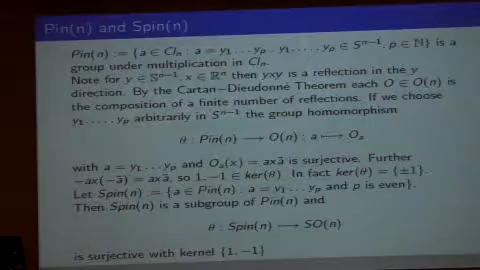 Pin(n) and Spin(n)
Pin(n) := {a ∈ Cl_n : a = y_1 ... y_p . y_1, ..., y_p ∈ S^{n-1}, p ∈ ℕ} is a
group under multiplication in Cl_n.
Note for y ∈ S^{n-1}, x ∈ ℝ^n then yxy is a reflection in the y
direction. By the Cartan-Dieudonné Theorem each O ∈ O(n) is
the composition of a finite number of reflections. If we choose
y_1, ..., y_p arbitrarily in S^{n-1} the group homomorphism
θ : Pin(n) ⟶ O(n) : a ⟼ O_a
with a = y_1 ... y_p and O_a(x) = axã is surjective. Further
-ax(-ã) = axã, so 1, -1 ∈ ker(θ). In fact ker(θ) = {±1}.
Let Spin(n) := {a ∈ Pin(n) : a = y_1 ... y_p and p is even}.
Then Spin(n) is a subgroup of Pin(n) and
θ : Spin(n) ⟶ SO(n)
is surjective with kernel {1, -1}